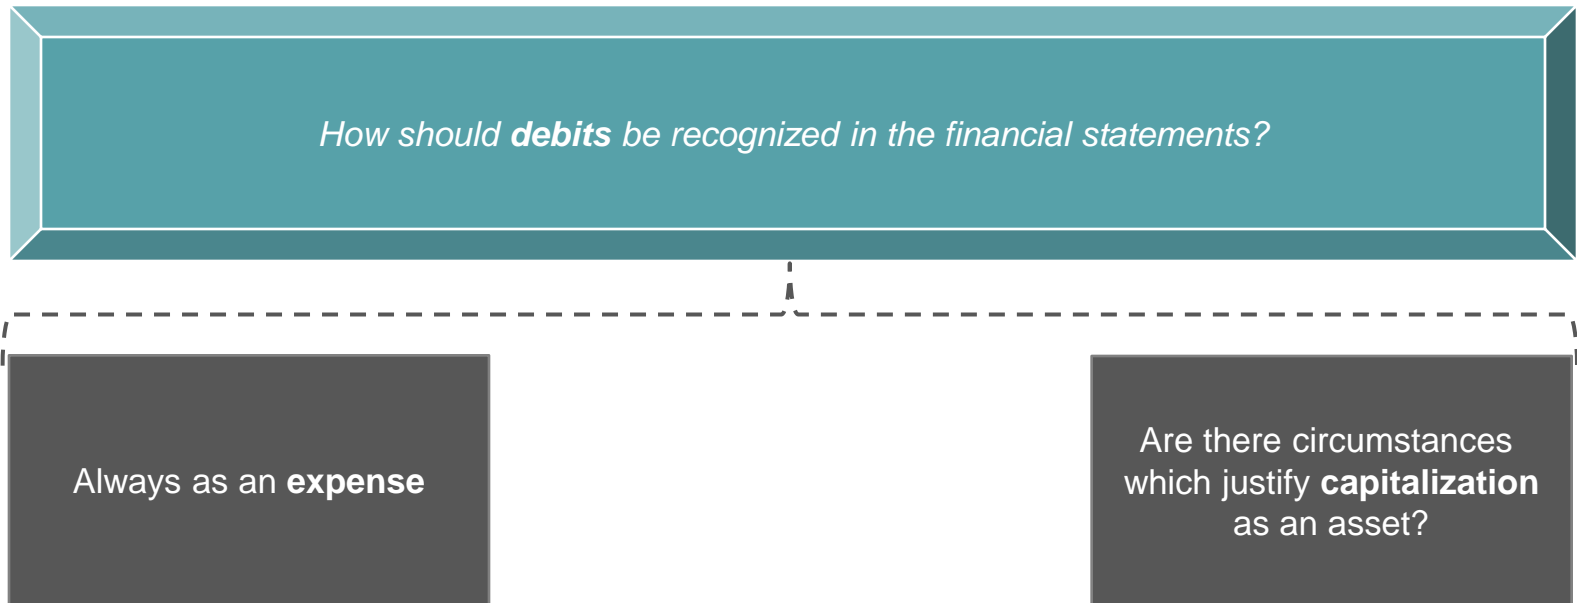 How should debits be recognized in the financial statements?
Always as an expense
Are there circumstances
which justify capitalization
as an asset?